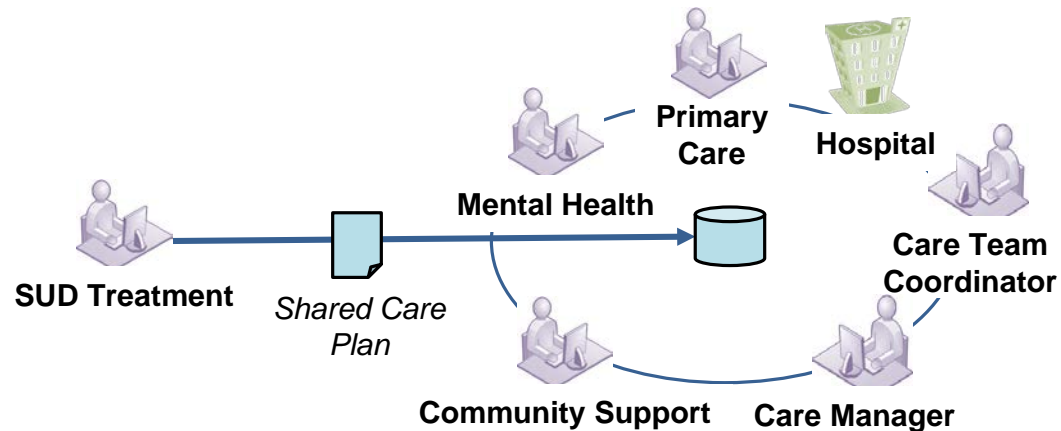 Primary
Care
Hospital
Mental Health
Care Team
Coordinator
SUD Treatment
Shared Care
Plan
Community Support
Care Manager